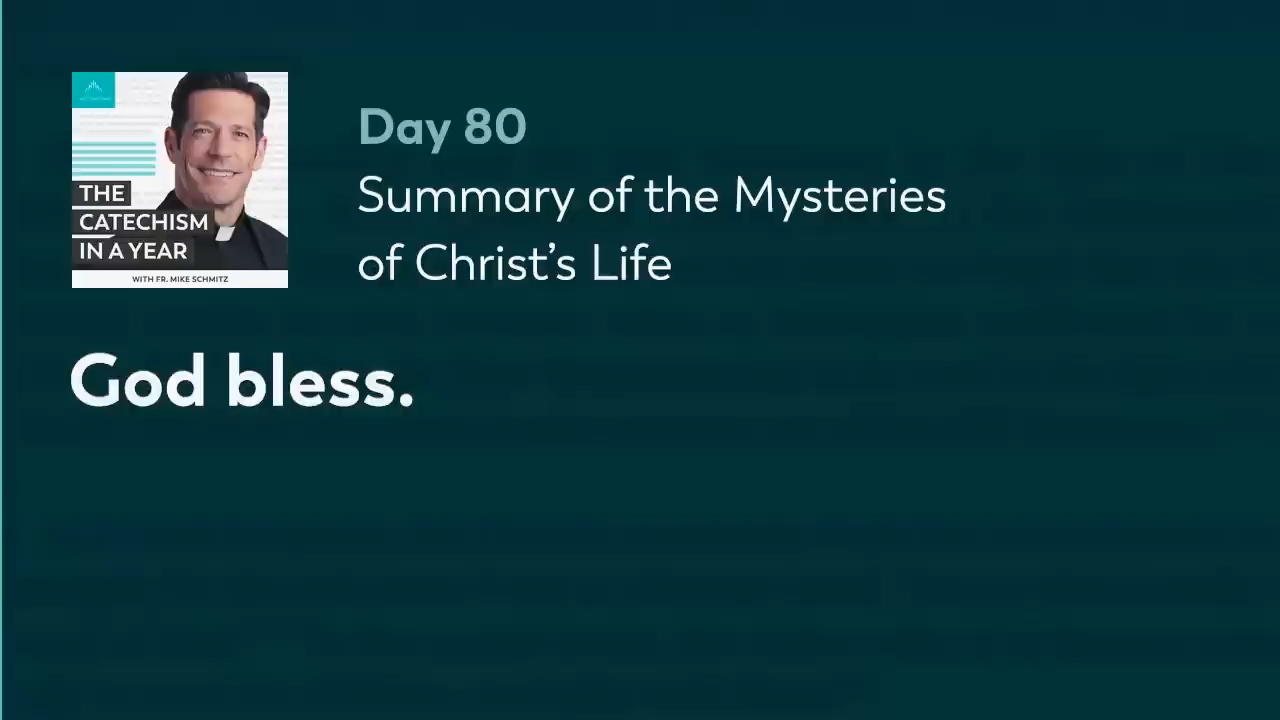 THE
CATECHISM
IN A YEAR
WITH FR. MIKE SCHMITZ
Day 80
Summary of the Mysteries
of Christ’s Life
God bless.